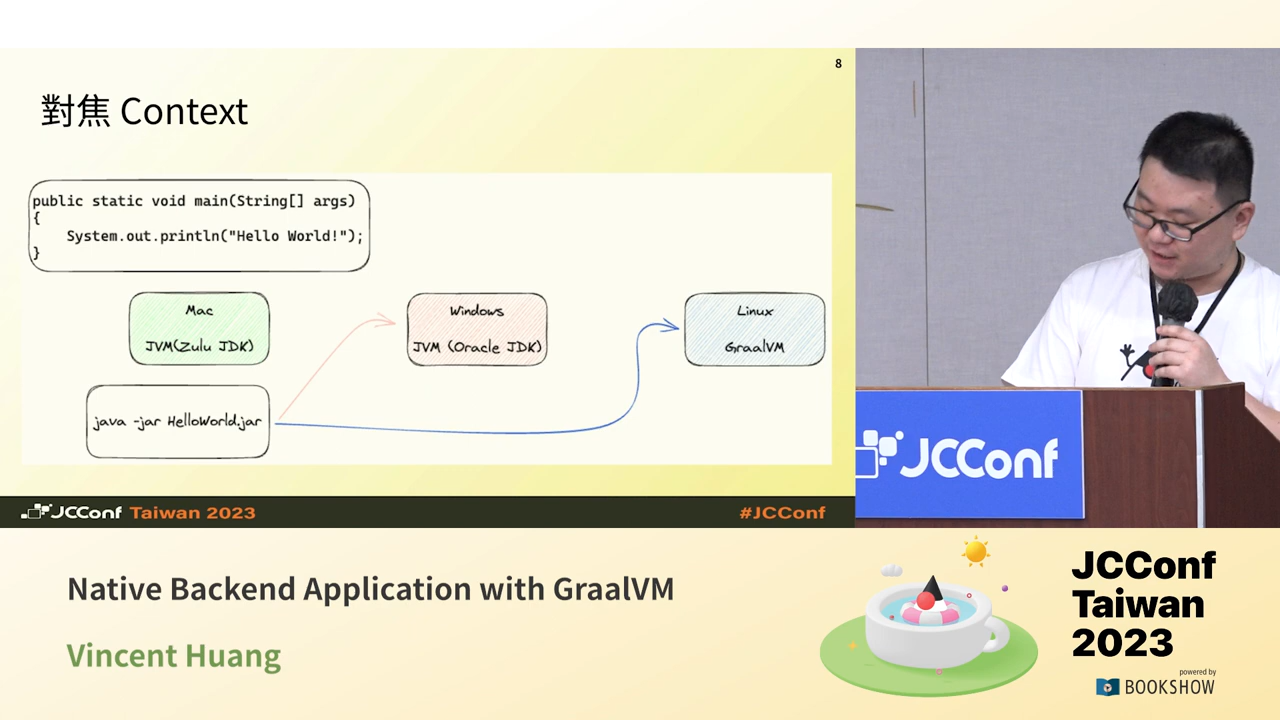 8
對焦 Context
public static void main(String[] args)
{
System.out.println("Hello World!");
}
Mac
JVM(Zulu JDK)
Windows
JVM (Oracle JDK)
Linux
GraalVM
java -jar HelloWorld.jar
JCConf Taiwan 2023
#JCConf
JCConf
Native Backend Application with GraalVM
Vincent Huang
JCConf
Taiwan
2023
powered by
BOOKSHOW